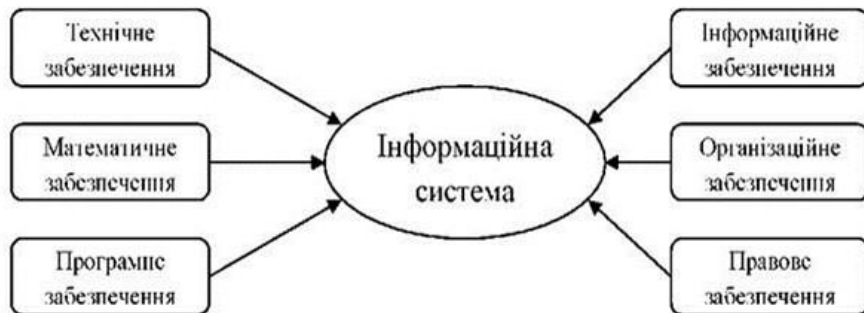 Технічне
забезпечення
Математичне
забезпечення
Програмне
забезпечення
Інформаційна
система
Інформаційне
забезпечення
Організаційне
забезпечення
Правове
забезпечення